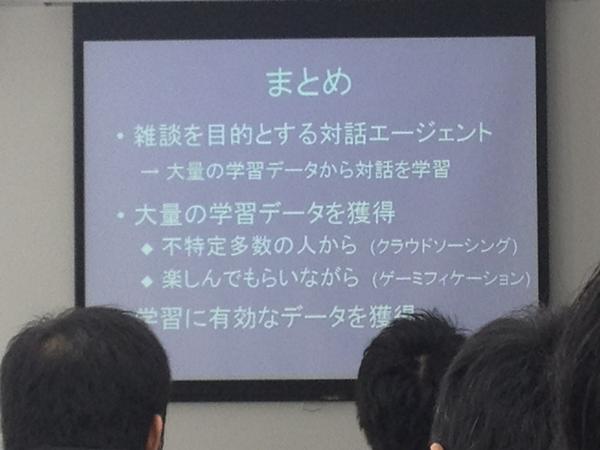 まとめ
・雑談を目的とする対話エージェント
→ 大量の学習データから対話を学習
・大量の学習データを獲得
◆ 不特定多数の人から (クラウドソーシング)
◆ 楽しんでもらいながら (ゲーミフィケーション)
学習に有効なデータを獲得